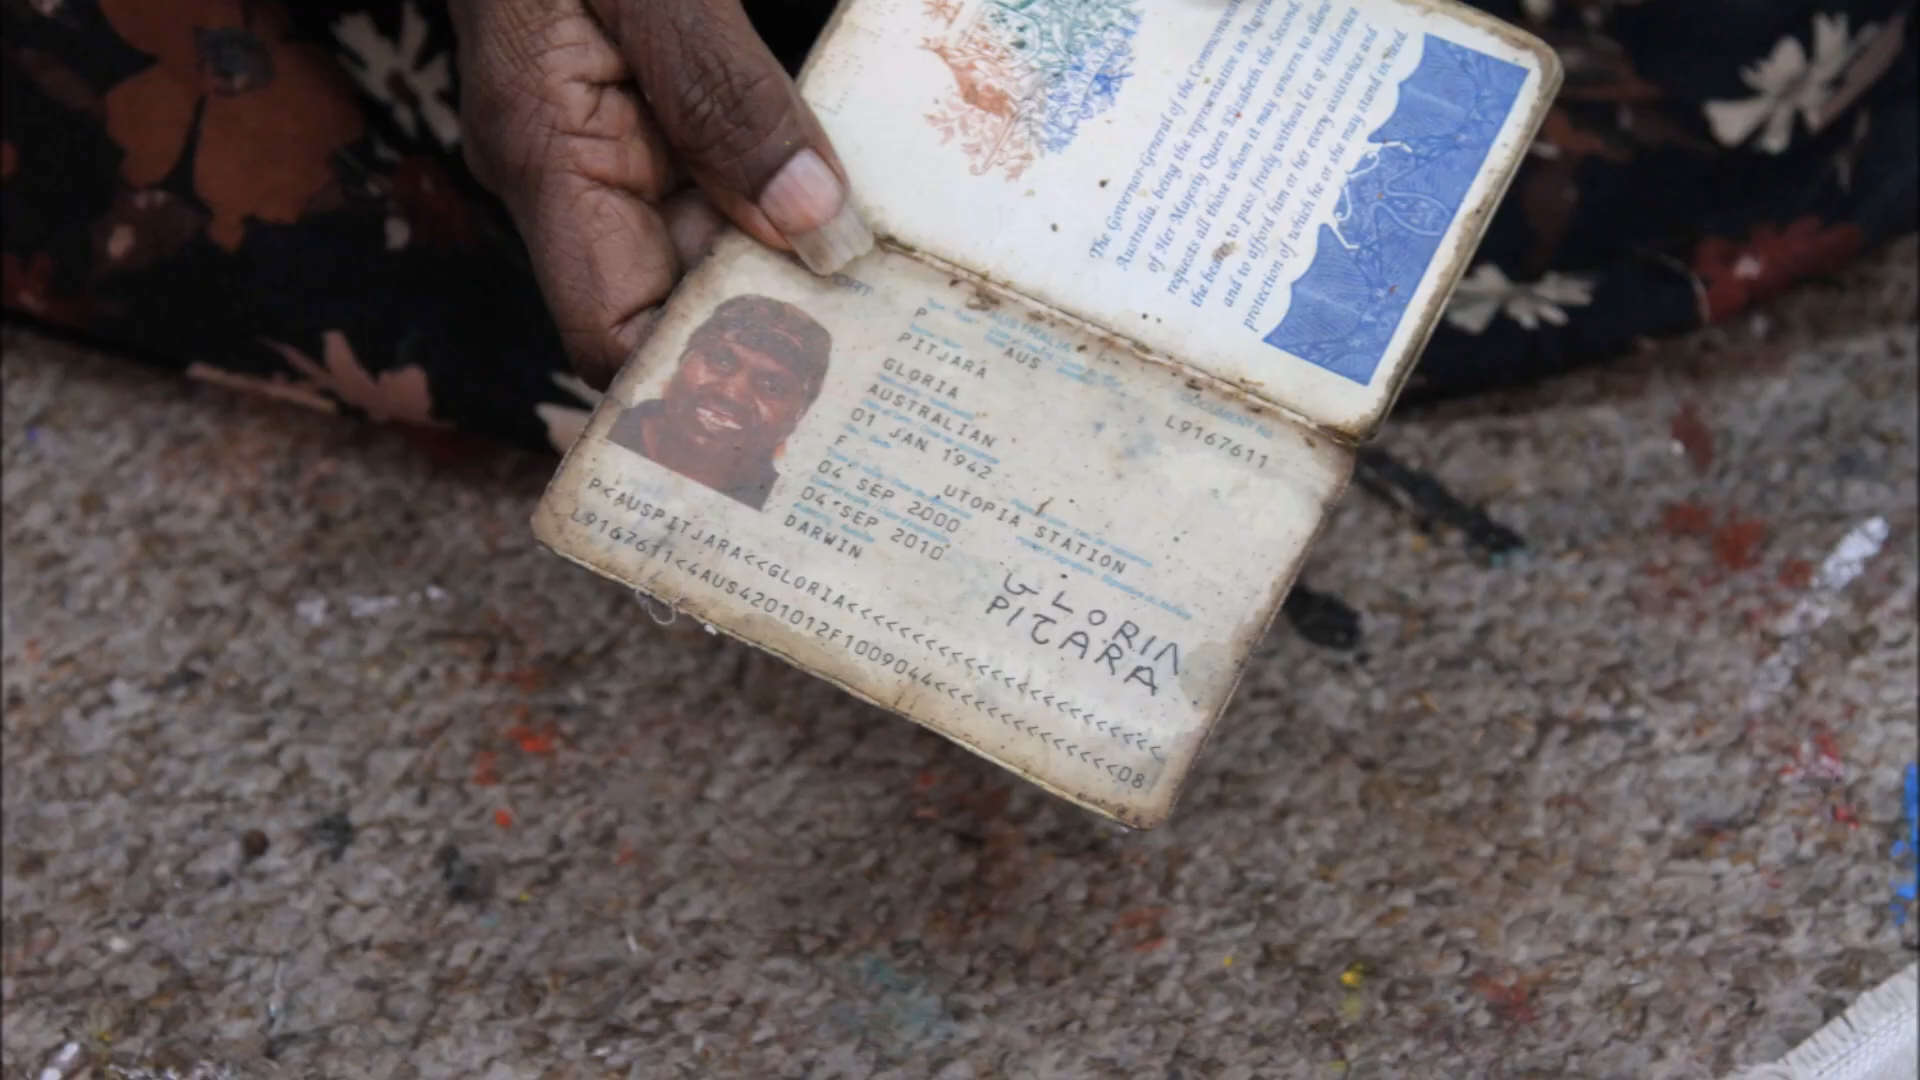 The Governor-General of the
Australia, being the representative in
of Her Majesty Queen Elizabeth the Second,
requests all those whom it may concern to allow
the bearer to pass freely without let or hindrance
and to afford him or her every assistance and
protection of which he or she may stand in need.
P AUS
PITJARA
GLORIA
AUSTRALIAN
01 JAN 1942
F UTOPIA STATION
04 SEP 2000
04 SEP 2010
DARWIN
DOCUMENT NO
L9167611
GLORIA
PITARA
P<AUSPITJARA<<GLORIA<<<<<<<<<<<<<<<<<<<<<<<<
L9167611<4AUS4201012F1009044<<<<<<<<<<<<<<08